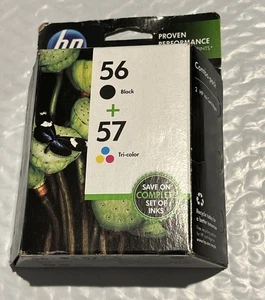 hp
PROVEN
PERFORMANCE
56
Black
+
57
Tri-color
SAVE ON
COMPLETE
SET OF
INKS